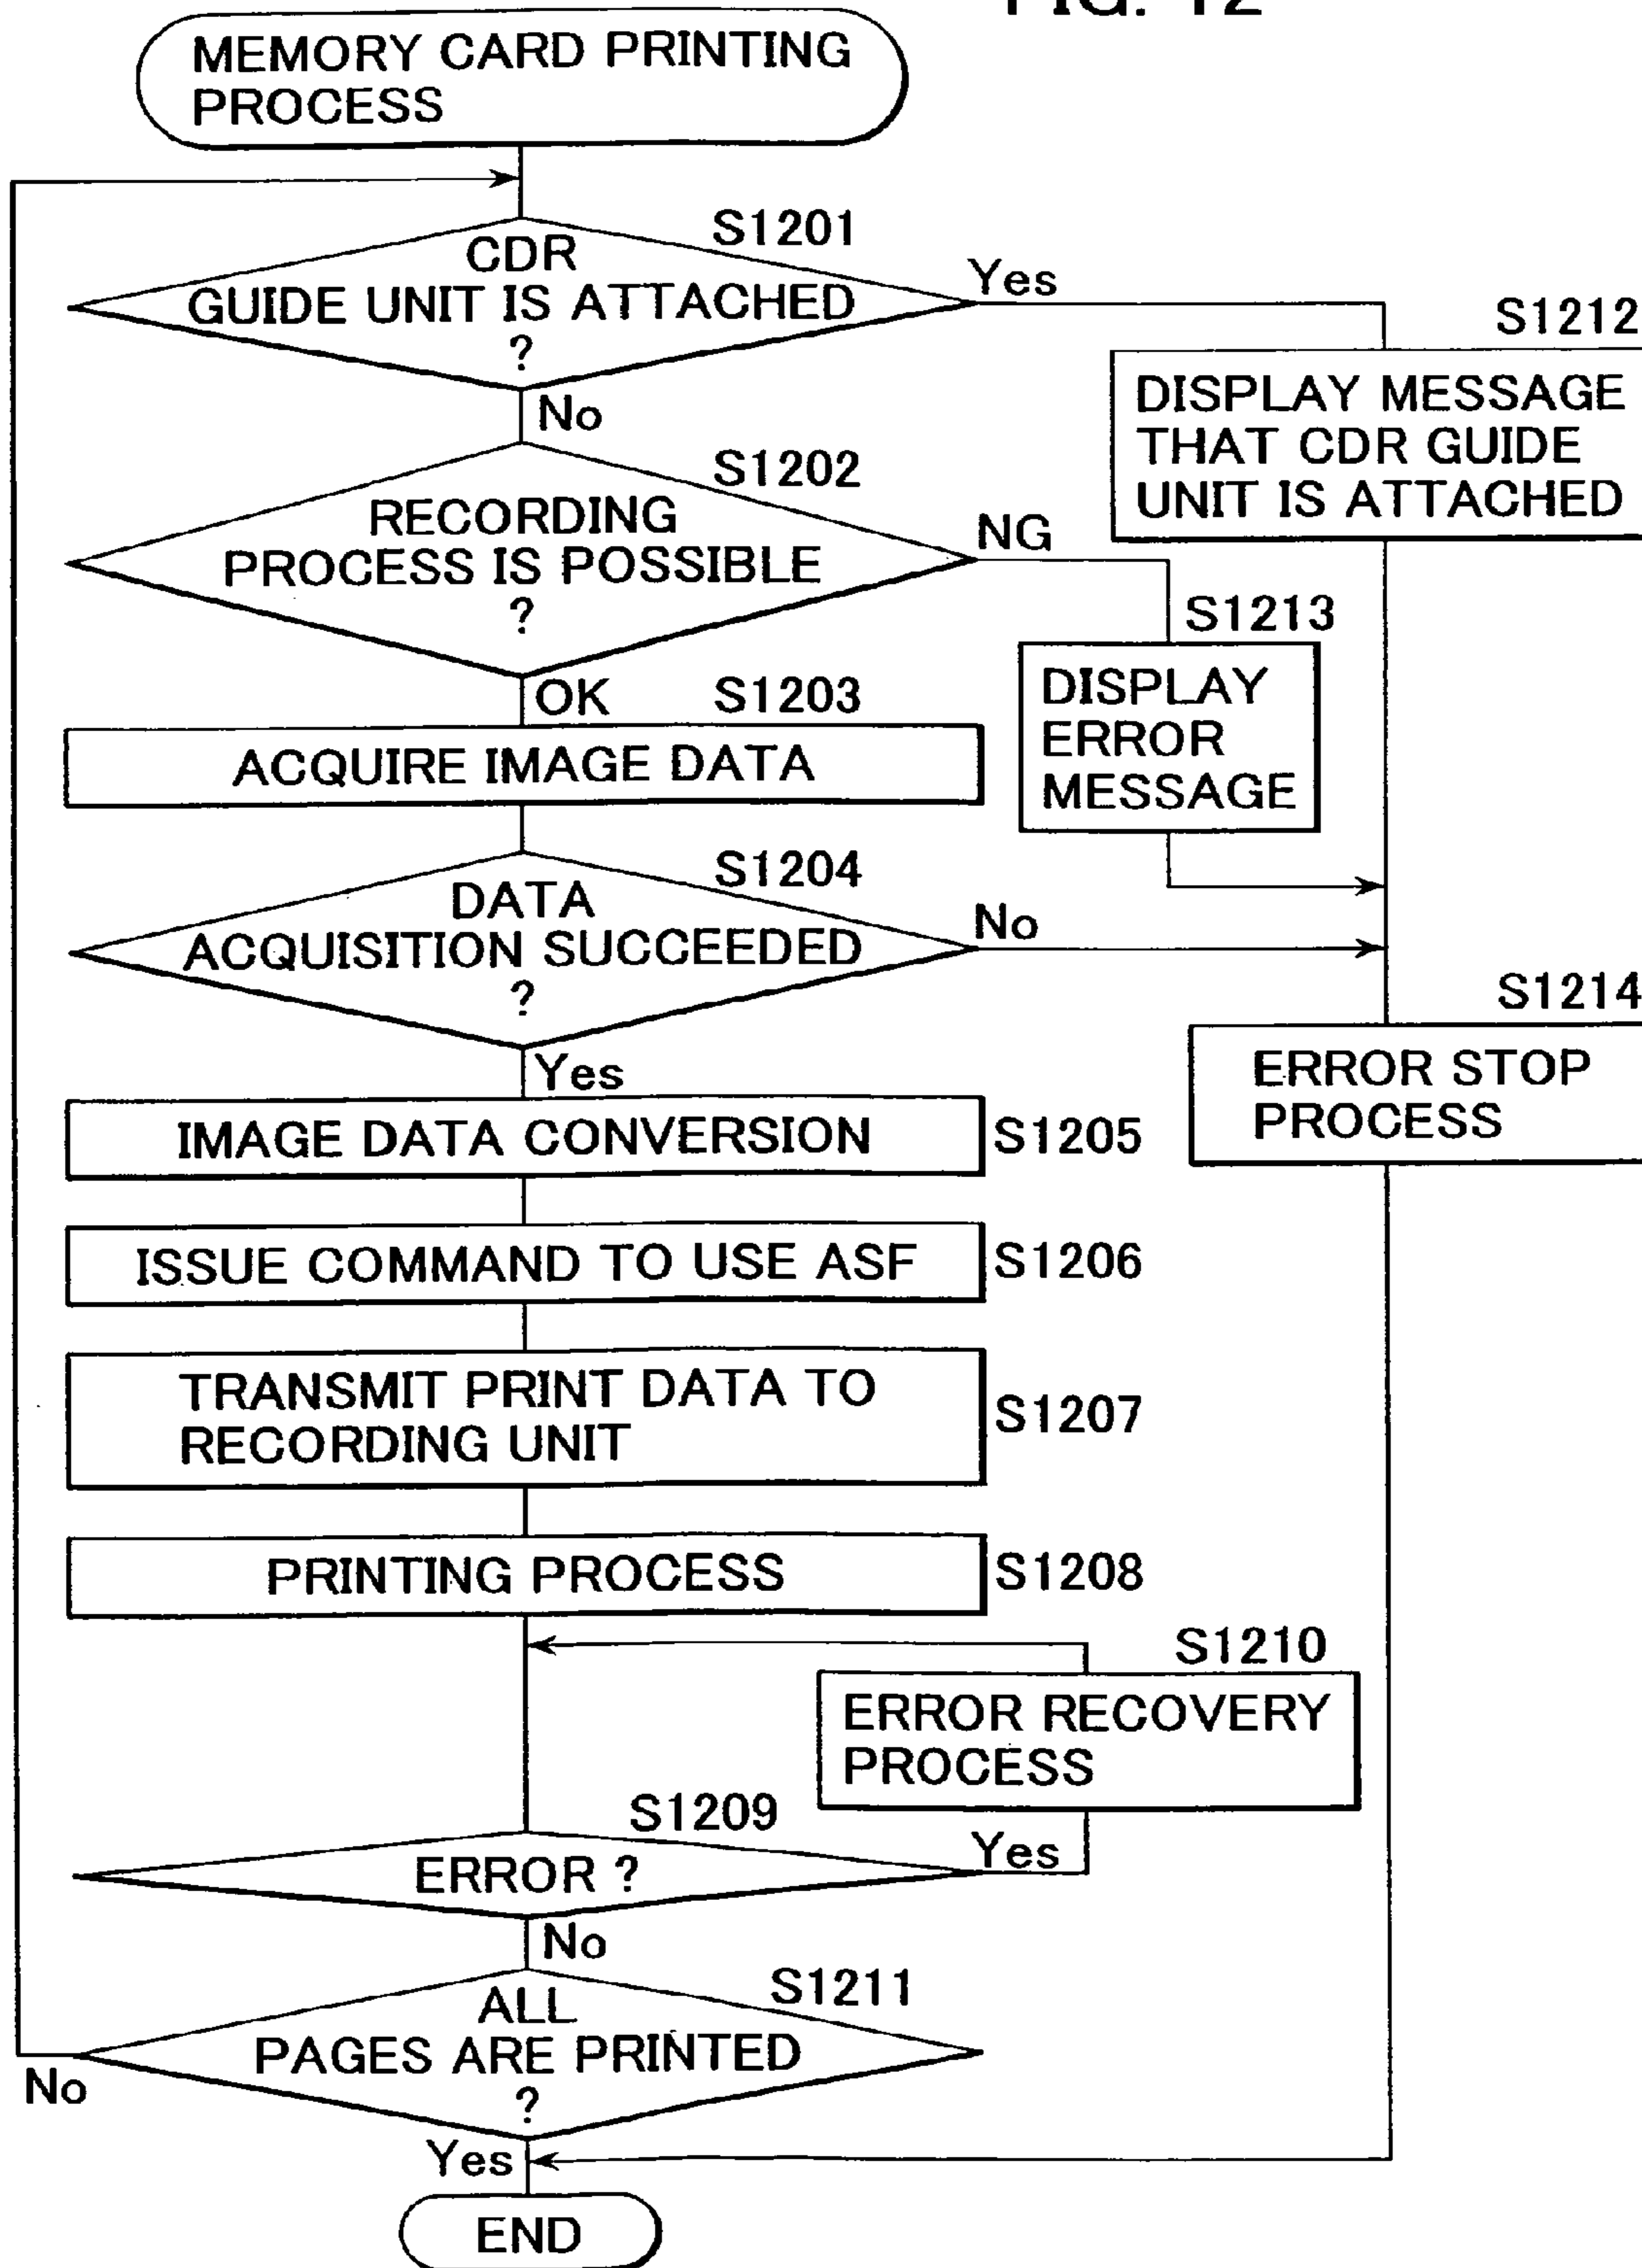 FIG. 12
MEMORY CARD PRINTING
PROCESS
S1201
CDR
GUIDE UNIT IS ATTACHED
?
Yes
No
S1212
DISPLAY MESSAGE
THAT CDR GUIDE
UNIT IS ATTACHED
S1202
RECORDING
PROCESS IS POSSIBLE
?
NG
OK
S1213
DISPLAY
ERROR
MESSAGE
S1203
ACQUIRE IMAGE DATA
S1204
DATA
ACQUISITION SUCCEEDED
?
No
Yes
S1214
ERROR STOP
PROCESS
IMAGE DATA CONVERSION
S1205
ISSUE COMMAND TO USE ASF
S1206
TRANSMIT PRINT DATA TO
RECORDING UNIT
S1207
PRINTING PROCESS
S1208
S1210
ERROR RECOVERY
PROCESS
S1209
ERROR ?
Yes
No
S1211
ALL
PAGES ARE PRINTED
?
No
Yes
END